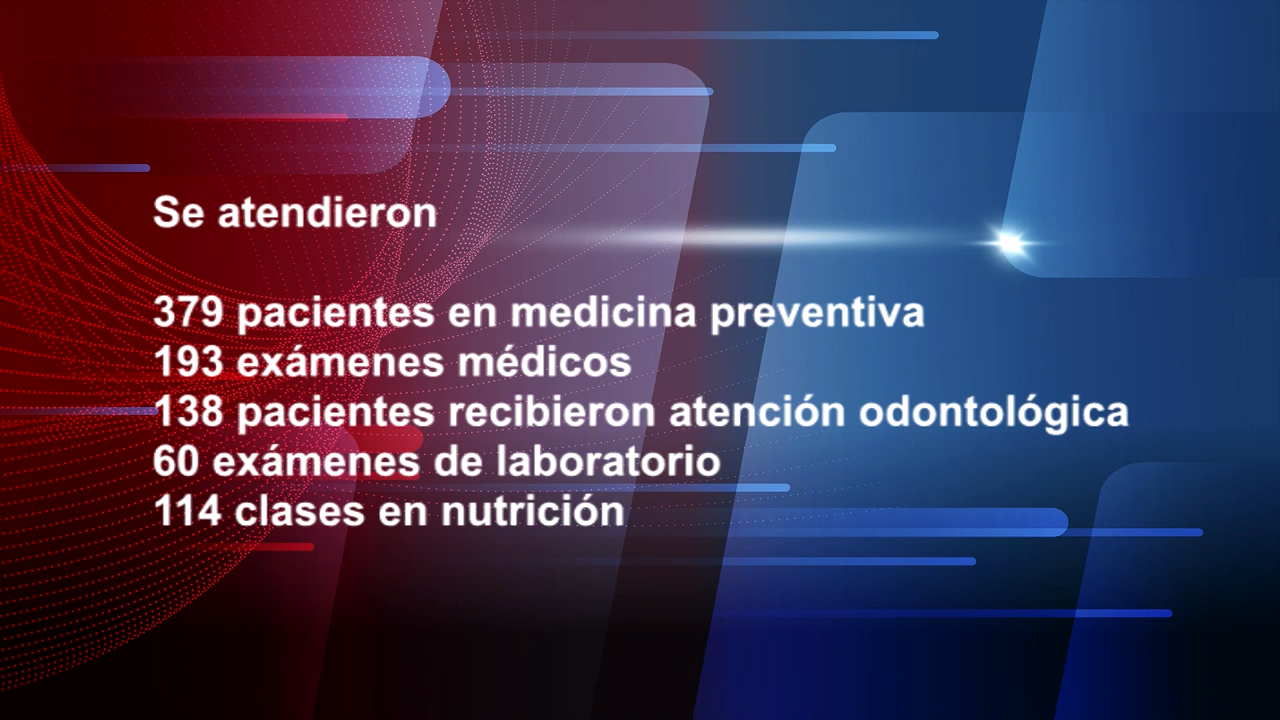 Se atendieron
379 pacientes en medicina preventiva
193 exámenes médicos
138 pacientes recibieron atención odontológica
60 exámenes de laboratorio
114 clases en nutrición